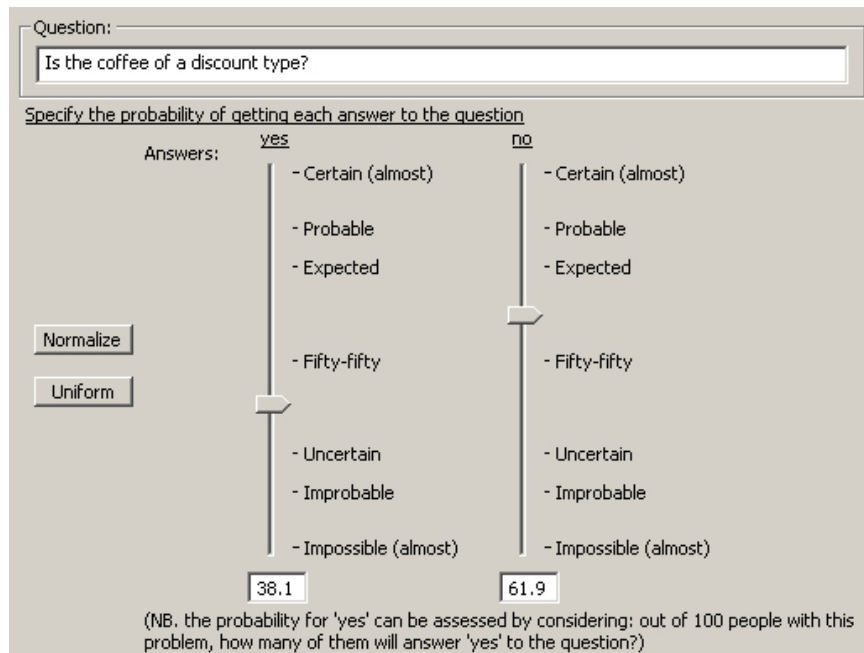 Question:
Is the coffee of a discount type?
Specify the probability of getting each answer to the question
Answers:
yes
no
- Certain (almost)
- Certain (almost)
- Probable
- Probable
- Expected
- Expected
Normalize
- Fifty-fifty
- Fifty-fifty
Uniform
- Uncertain
- Uncertain
- Improbable
- Improbable
- Impossible (almost)
- Impossible (almost)
38.1
61.9
(NB. the probability for 'yes' can be assessed by considering: out of 100 people with this
problem, how many of them will answer 'yes' to the question?)